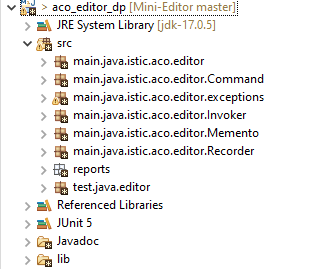 > aco_editor_dp [Mini-Editor master]
JRE System Library [jdk-17.0.5]
src
main.java.istic.aco.editor
main.java.istic.aco.editor.Command
main.java.istic.aco.editor.exceptions
main.java.istic.aco.editor.Invoker
main.java.istic.aco.editor.Memento
main.java.istic.aco.editor.Recorder
reports
test.java.editor
Referenced Libraries
JUnit 5
Javadoc
lib